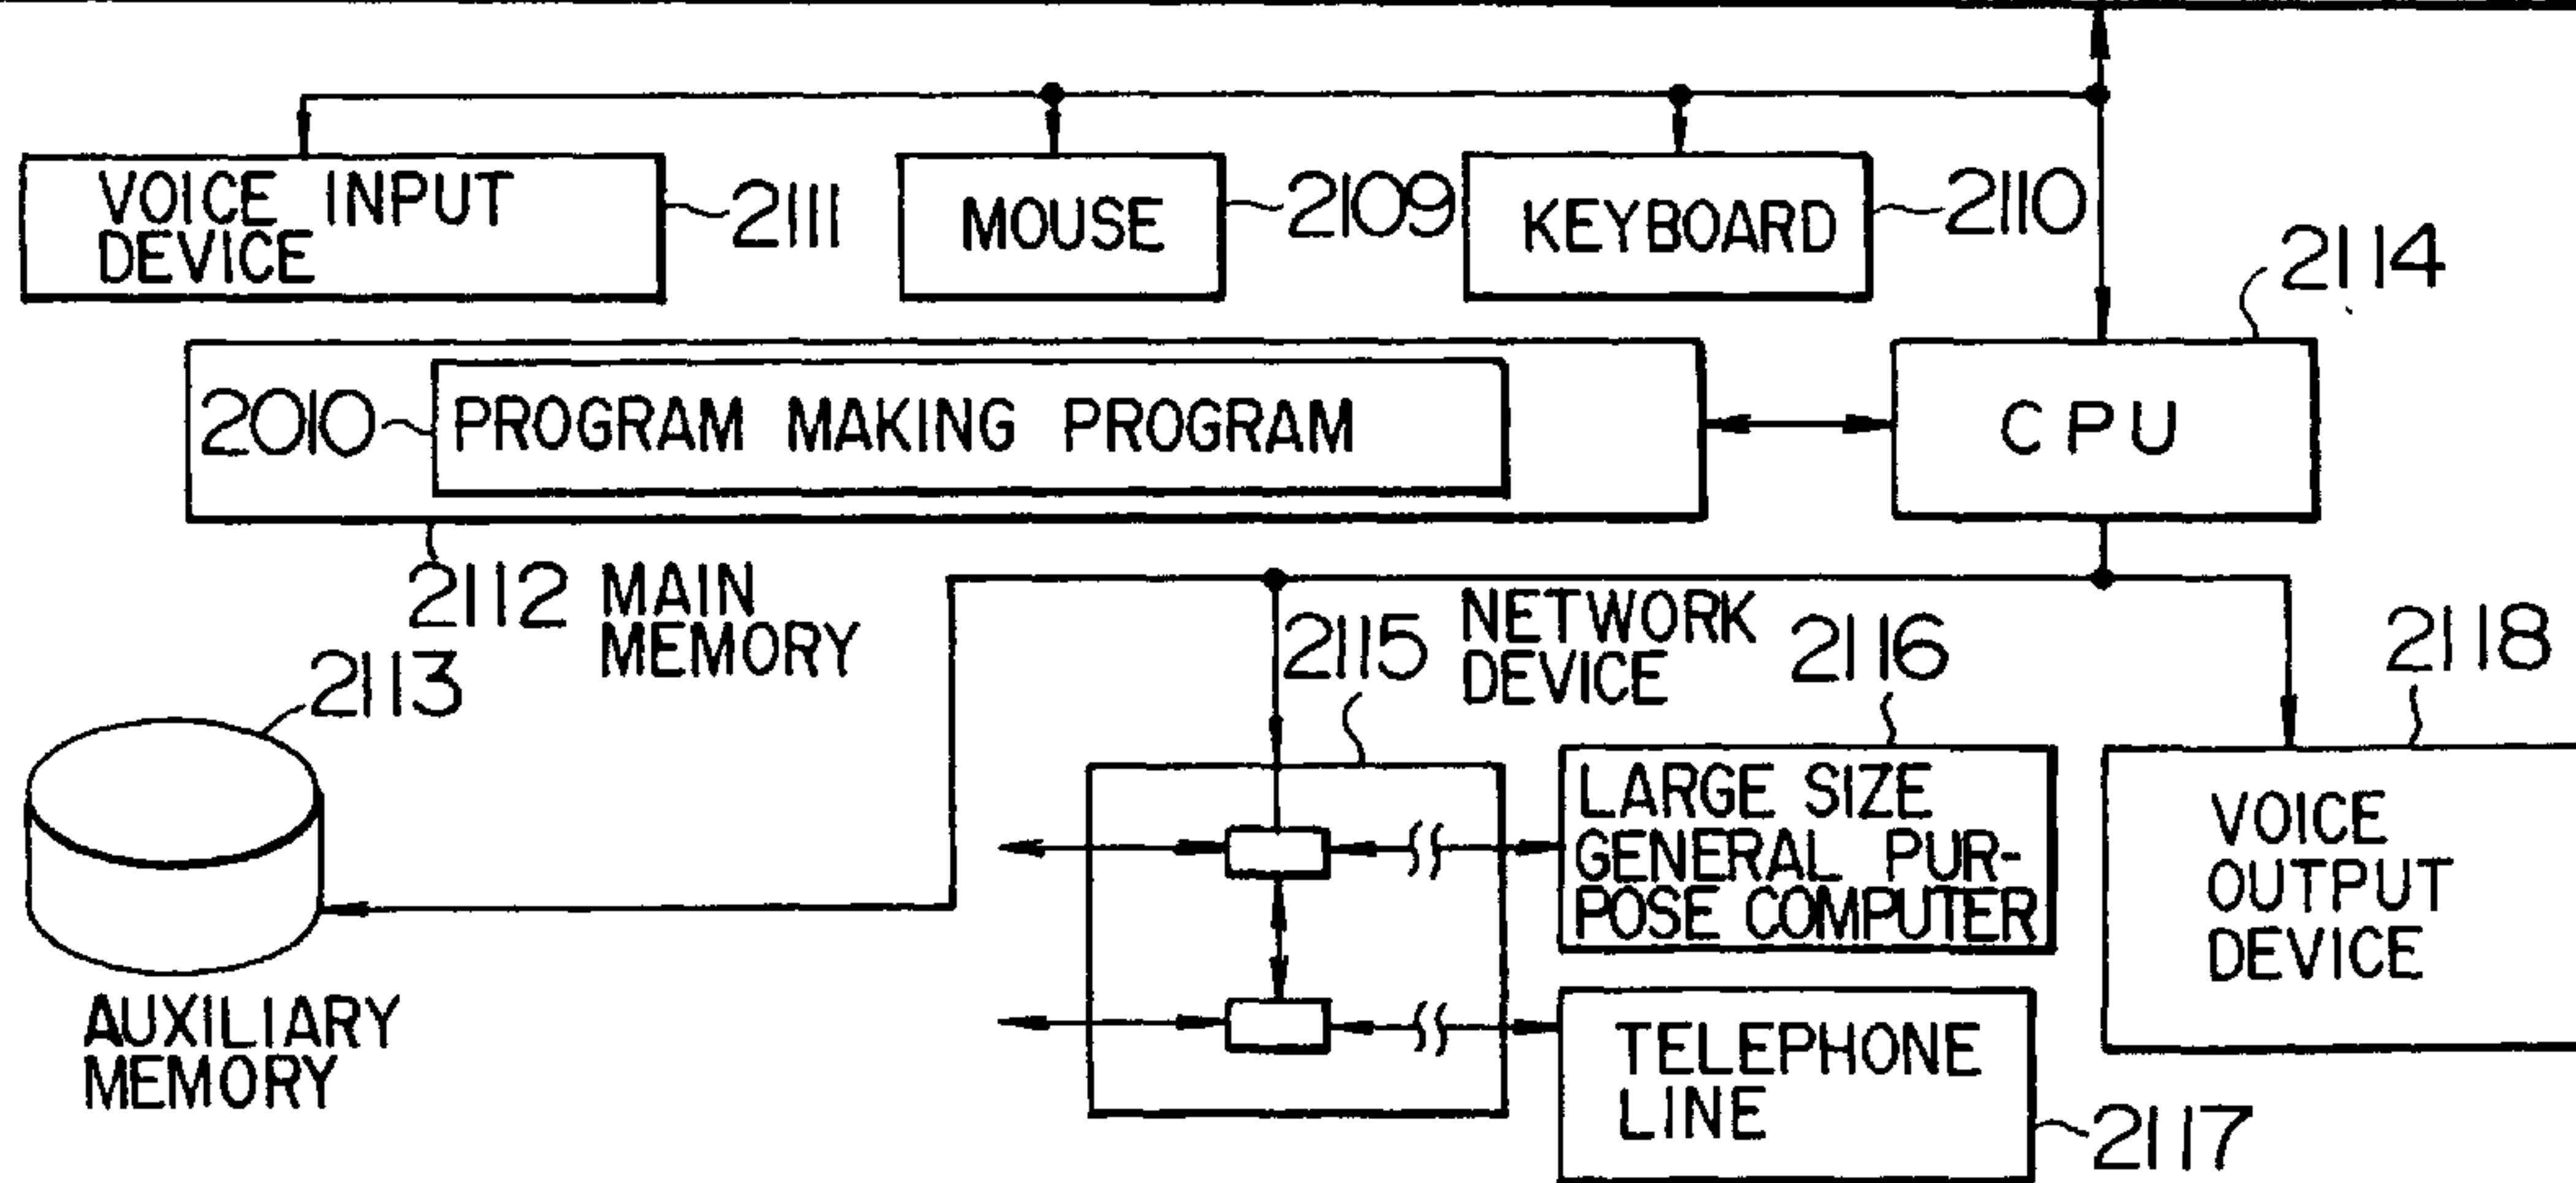 VOICE INPUT
DEVICE
2111
MOUSE
2109
KEYBOARD
2110
2114
2010
PROGRAM MAKING PROGRAM
CPU
2112 MAIN
MEMORY
2113
AUXILIARY
MEMORY
2115
NETWORK
DEVICE
2116
LARGE SIZE
GENERAL PUR-
POSE COMPUTER
2118
VOICE
OUTPUT
DEVICE
TELEPHONE
LINE
2117